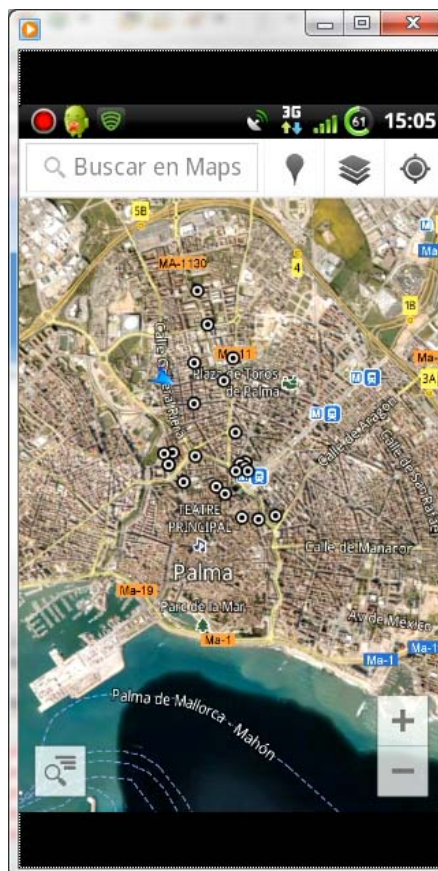 3G
61
15:05
Buscar en Maps
5B
M
Ma-
4
MA-1130
1B
Ma-
11
Plaza de Toros
de Palma
M
3A
M
Calle de Aragón
M
TEATRE
PRINCIPAL
Calle de Manacor
Palma
Ma-19
Parc de la Mar
Av de México
Ma-1
Ma-1
Ma-1
Palma de Mallorca - Mahón